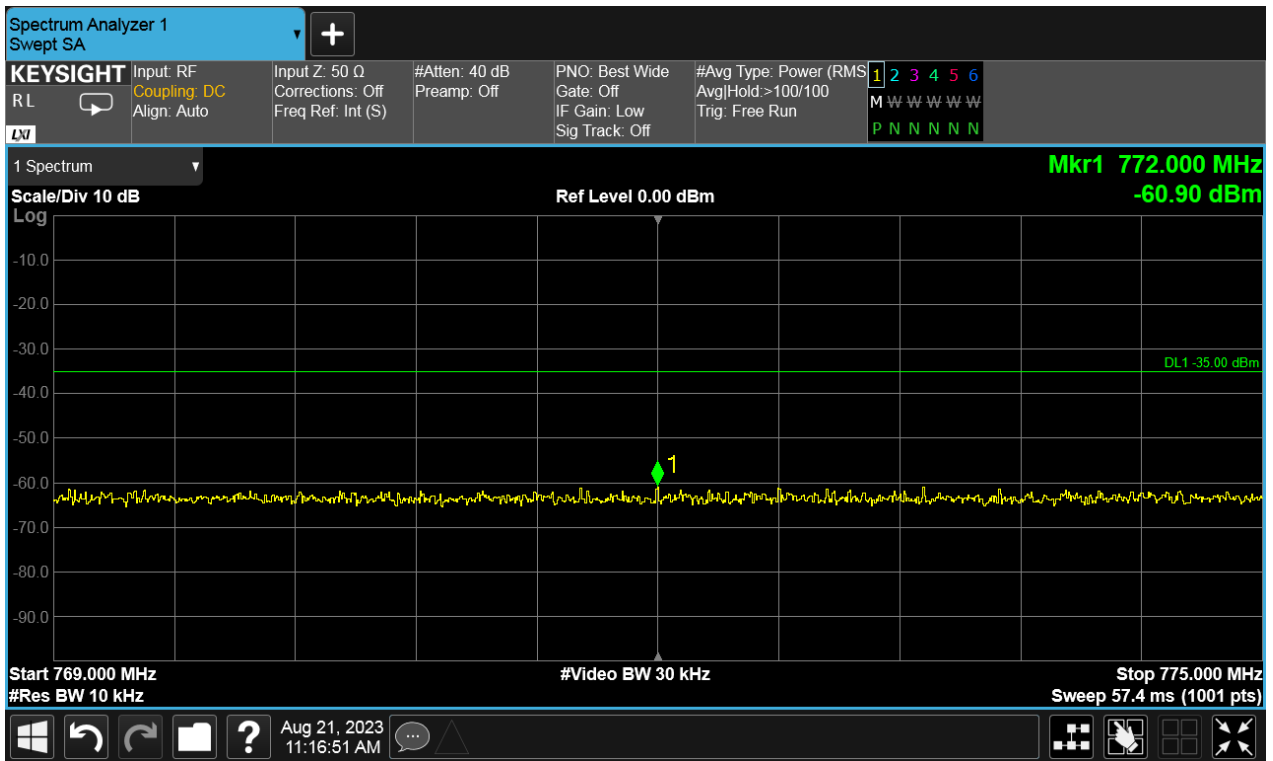 Spectrum Analyzer 1
Swept SA
KEYSIGHT
RL
LXI
Input: RF
Coupling: DC
Align: Auto
Input Z: 50 Ω
Corrections: Off
Freq Ref: Int (S)
#Atten: 40 dB
Preamp: Off
PNO: Best Wide
Gate: Off
IF Gain: Low
Sig Track: Off
#Avg Type: Power (RMS
Avg|Hold:>100/100
Trig: Free Run
1 2 3 4 5 6
M W W W W W
P N N N N N
1 Spectrum
Mkr1 772.000 MHz
-60.90 dBm
Scale/Div 10 dB
Ref Level 0.00 dBm
Log
-10.0
-20.0
-30.0
DL1 -35.00 dBm
-40.0
-50.0
1
-60.0
-70.0
-80.0
-90.0
Start 769.000 MHz
#Video BW 30 kHz
Stop 775.000 MHz
#Res BW 10 kHz
Sweep 57.4 ms (1001 pts)
?
Aug 21, 2023
11:16:51 AM